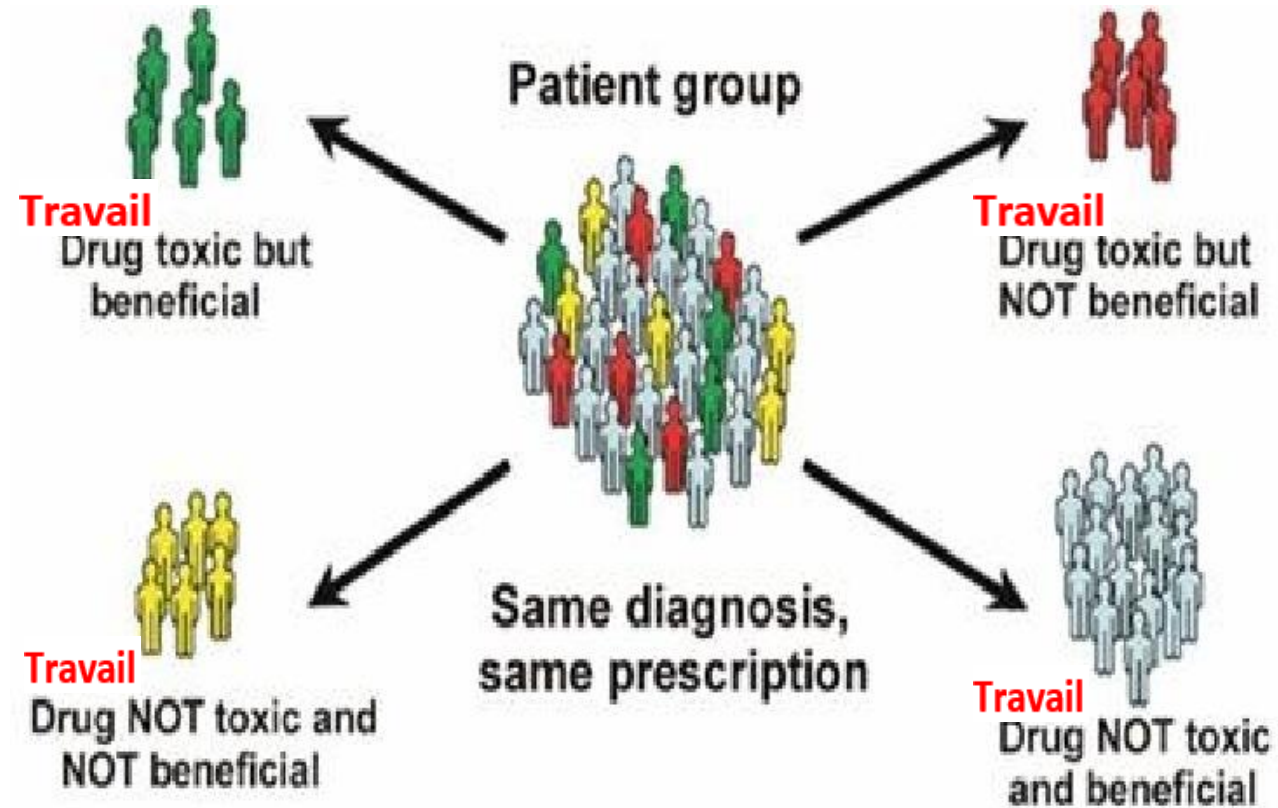 Patient group
Travail
Drug toxic but
beneficial
Travail
Drug toxic but
NOT beneficial
Same diagnosis,
same prescription
Travail
Drug NOT toxic and
NOT beneficial
Travail
Drug NOT toxic
and beneficial